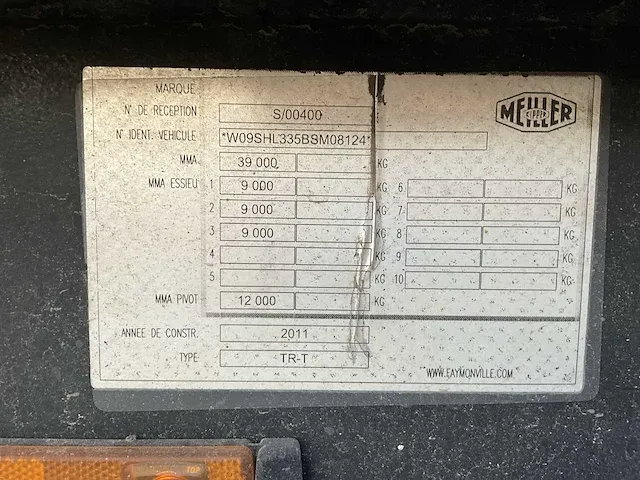 MARQUE
MEILLER
KIPPER
N° DE RECEPTION S/00400
N° IDENT. VEHICULE *W09SHL335BSM08124*
MMA 39 000 KG
MMA ESSIEU 1 9 000 KG 6 KG
2 9 000 KG 7 KG
3 9 000 KG 8 KG
4 KG 9 KG
5 KG 10 KG
MMA PIVOT 12 000 KG
ANNEE DE CONSTR. 2011
TYPE TR-T
WWW.FAYMONVILLE.COM